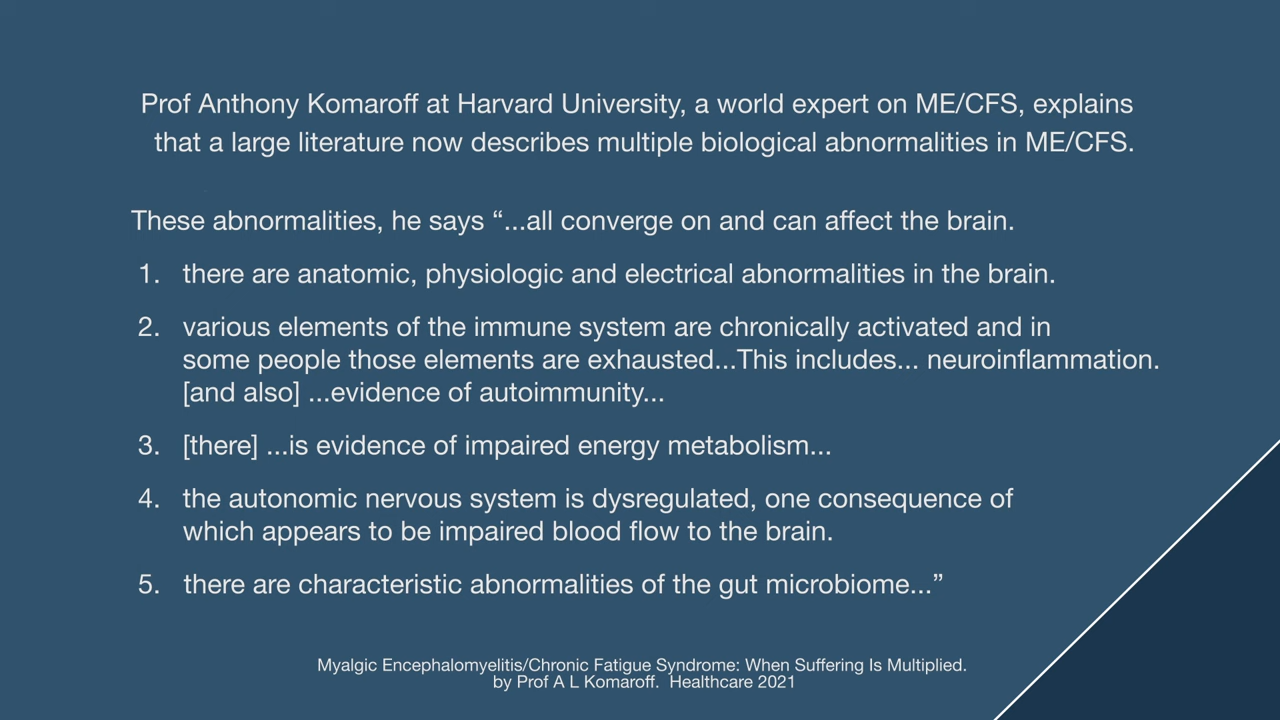 Prof Anthony Komaroff at Harvard University, a world expert on ME/CFS, explains
that a large literature now describes multiple biological abnormalities in ME/CFS.
These abnormalities, he says “...all converge on and can affect the brain.
1. there are anatomic, physiologic and electrical abnormalities in the brain.
2. various elements of the immune system are chronically activated and in
some people those elements are exhausted...This includes... neuroinflammation.
[and also] ...evidence of autoimmunity...
3. [there] ...is evidence of impaired energy metabolism...
4. the autonomic nervous system is dysregulated, one consequence of
which appears to be impaired blood flow to the brain.
5. there are characteristic abnormalities of the gut microbiome...”
Myalgic Encephalomyelitis/Chronic Fatigue Syndrome: When Suffering Is Multiplied.
by Prof A L Komaroff.  Healthcare 2021